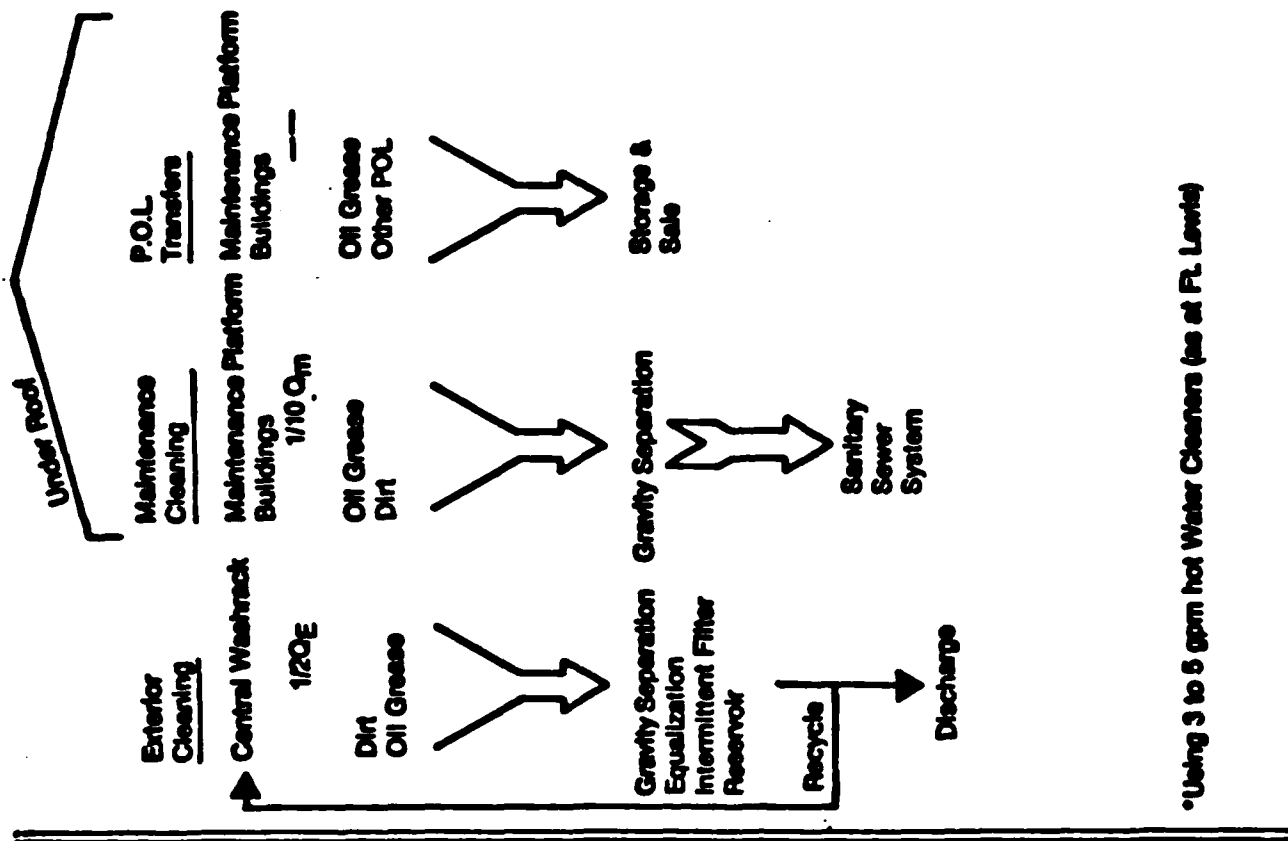 Under Roof
Exterior
Cleaning
Central Washrack
1/2QE
Dirt
Oil Grease
Gravity Separation
Equalization
Intermittent Filter
Reservoir
Recycle
Discharge
Maintenance
Cleaning
Maintenance Platform
Buildings
1/10 Qm
Oil Grease
Dirt
Gravity Separation
Sanitary
Sewer
System
P.O.L.
Transfers
Maintenance Platform
Buildings
Oil Grease
Other POL
Storage &
Sale
*Using 3 to 5 gpm hot Water Cleaners (as at Ft. Lewis)